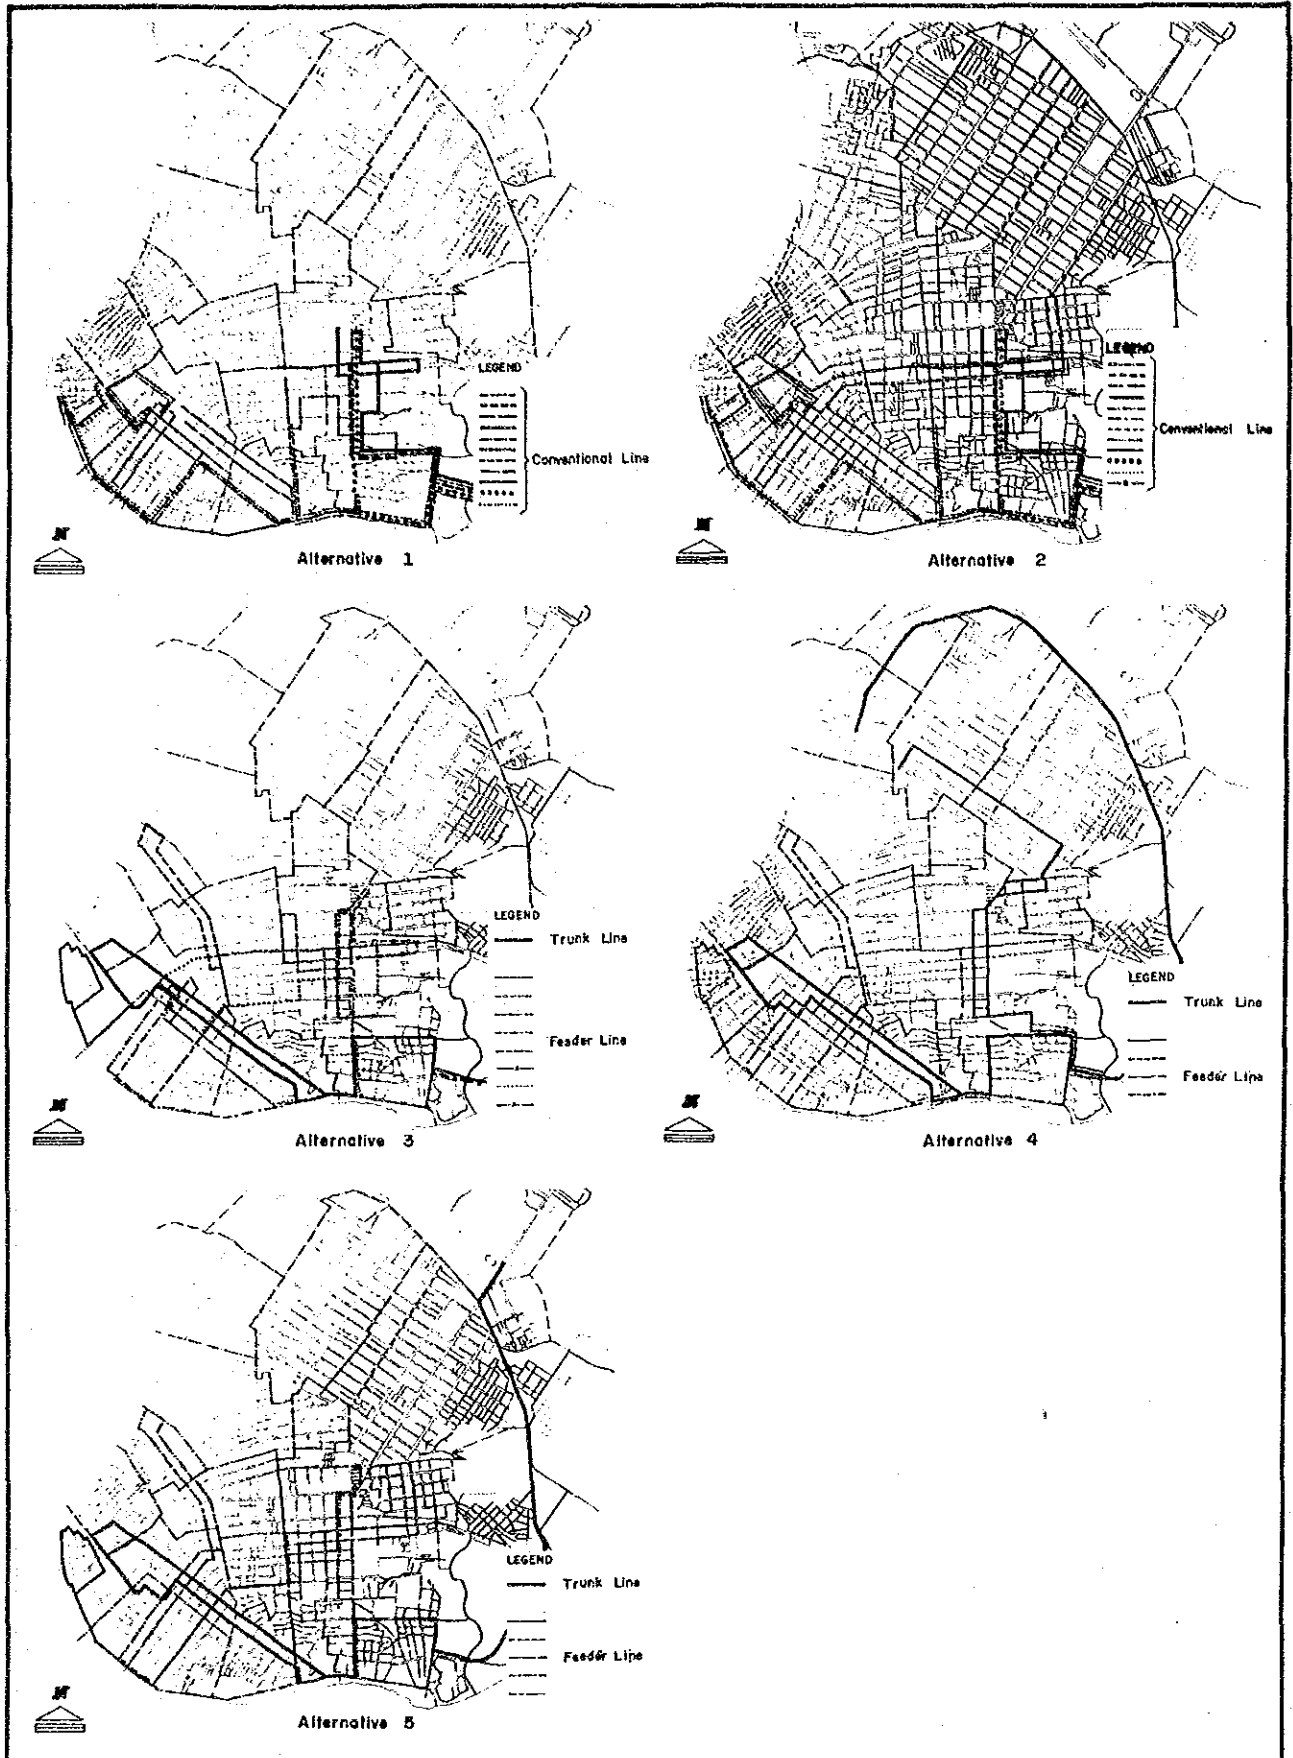 LEGEND
Conventional Line
N
Alternative 1
LEGEND
Conventional Line
N
Alternative 2
LEGEND
Trunk Line
Feeder Line
N
Alternative 3
LEGEND
Trunk Line
Feeder Line
N
Alternative 4
LEGEND
Trunk Line
Feeder Line
N
Alternative 5